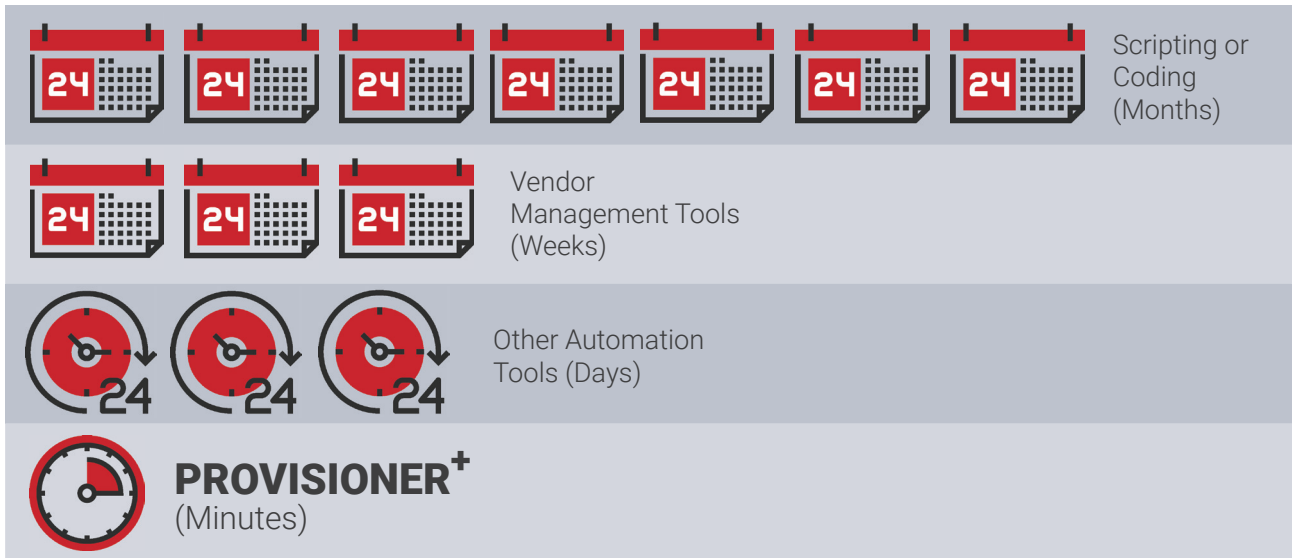 24 24 24 24 24 24 24
Scripting or
Coding
(Months)
24 24 24
Vendor
Management Tools
(Weeks)
24 24 24
Other Automation
Tools (Days)
PROVISIONER+
(Minutes)